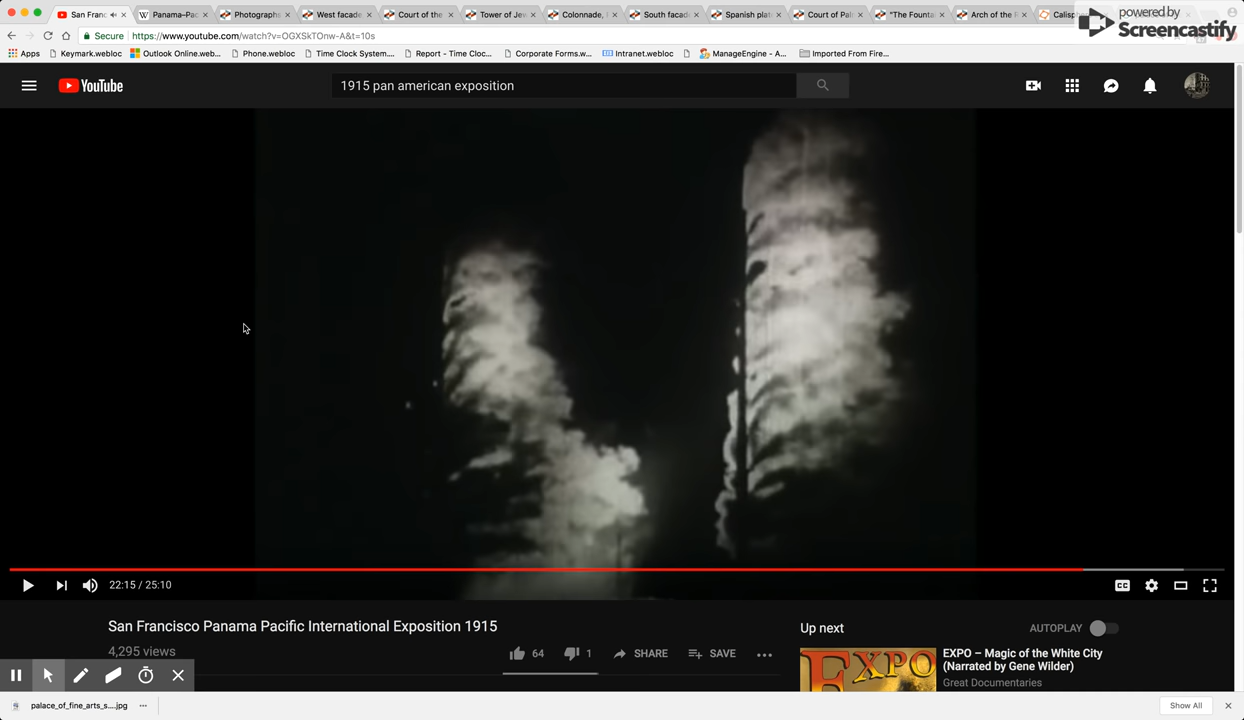 San Franc
Panama–Pac
Photographs
West facade
Court of the
Tower of Jew
Colonnade, 
South facade
Spanish plat
Court of Pal
"The Founta
Arch of the R
Calisp
powered by
Screencastify
Secure https://www.youtube.com/watch?v=OGXSkTOnw-A&t=10s
Apps Keymark.webloc Outlook Online.web... Phone.webloc Time Clock System.... Report - Time Cloc... Corporate Forms.w... Intranet.webloc ManageEngine - A... Imported From Fire...
YouTube 1915 pan american exposition
22:15 / 25:10 CC
San Francisco Panama Pacific International Exposition 1915
4,295 views
64 1 SHARE SAVE
Up next AUTOPLAY
EXPO
EXPO – Magic of the White City
(Narrated by Gene Wilder)
Great Documentaries
palace_of_fine_arts_s....jpg Show All